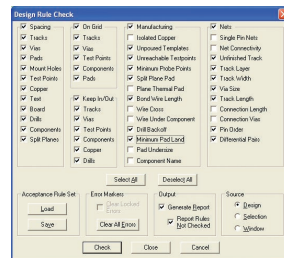 Design Rule Check
Spacing
Tracks
Vias
Pads
Mount Holes
Test Points
Copper
Text
Board
Drills
Components
Split Planes
On Grid
Tracks
Vias
Test Points
Components
Pads
Keep In/Out
Tracks
Vias
Test Points
Components
Copper
Drills
Manufacturing
Isolated Copper
Unpoured Templates
Unreachable Testpoints
Minimum Probe Points
Split Plane Pad
Plane Thermal Pad
Bond Wire Length
Wire Cross
Wire Under Component
Drill Backoff
Minimum Pad Land
Pad Undersize
Component Name
Nets
Single Pin Nets
Net Connectivity
Unfinished Track
Track Layer
Track Width
Via Size
Track Length
Connection Length
Connection Vias
Pin Order
Differential Pairs
Select All
Deselect All
Acceptance Rule Set
Load
Save
Error Markers
Clear Locked Errors
Clear All Errors
Output
Generate Report
Report Rules Not Checked
Source
Design
Selection
Window
Check
Close
Cancel